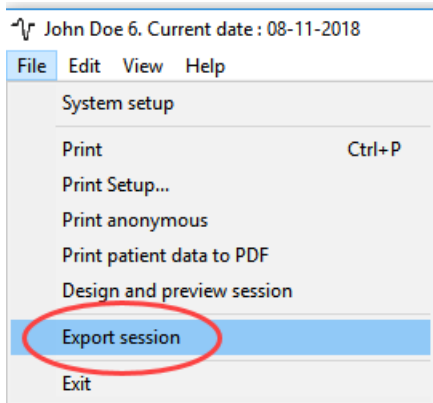 John Doe 6. Current date : 08-11-2018
File Edit View Help
System setup
Print Ctrl+P
Print Setup...
Print anonymous
Print patient data to PDF
Design and preview session
Export session
Exit